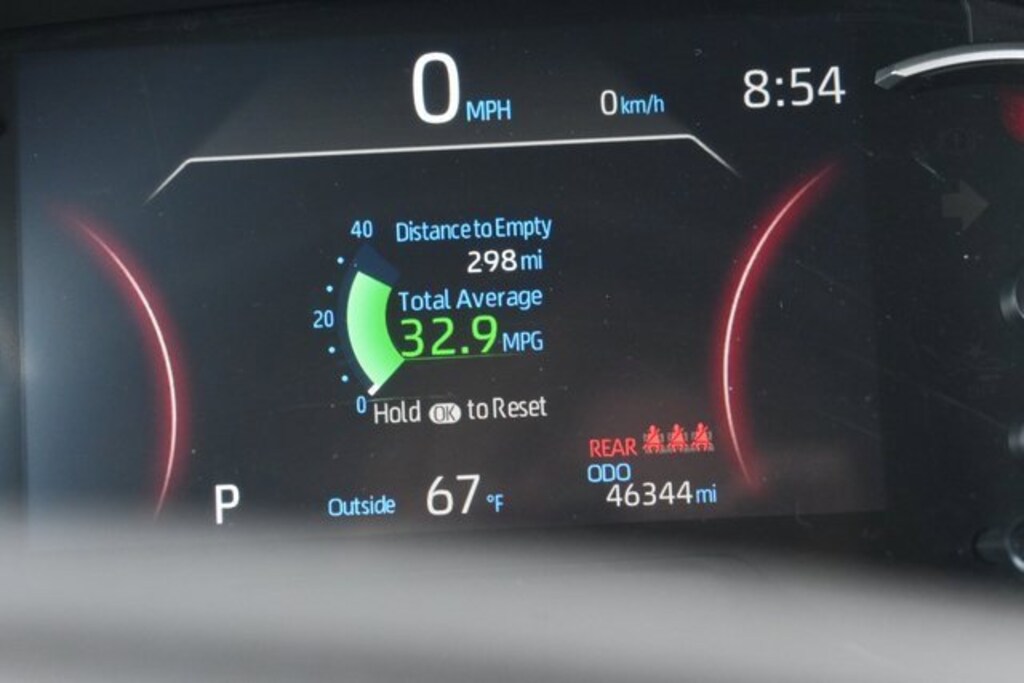 0 MPH 0 km/h 8:54
40 Distance to Empty
298 mi
Total Average
20 32.9 MPG
0 Hold OK to Reset
REAR
ODO
P Outside 67 °F 46344 mi